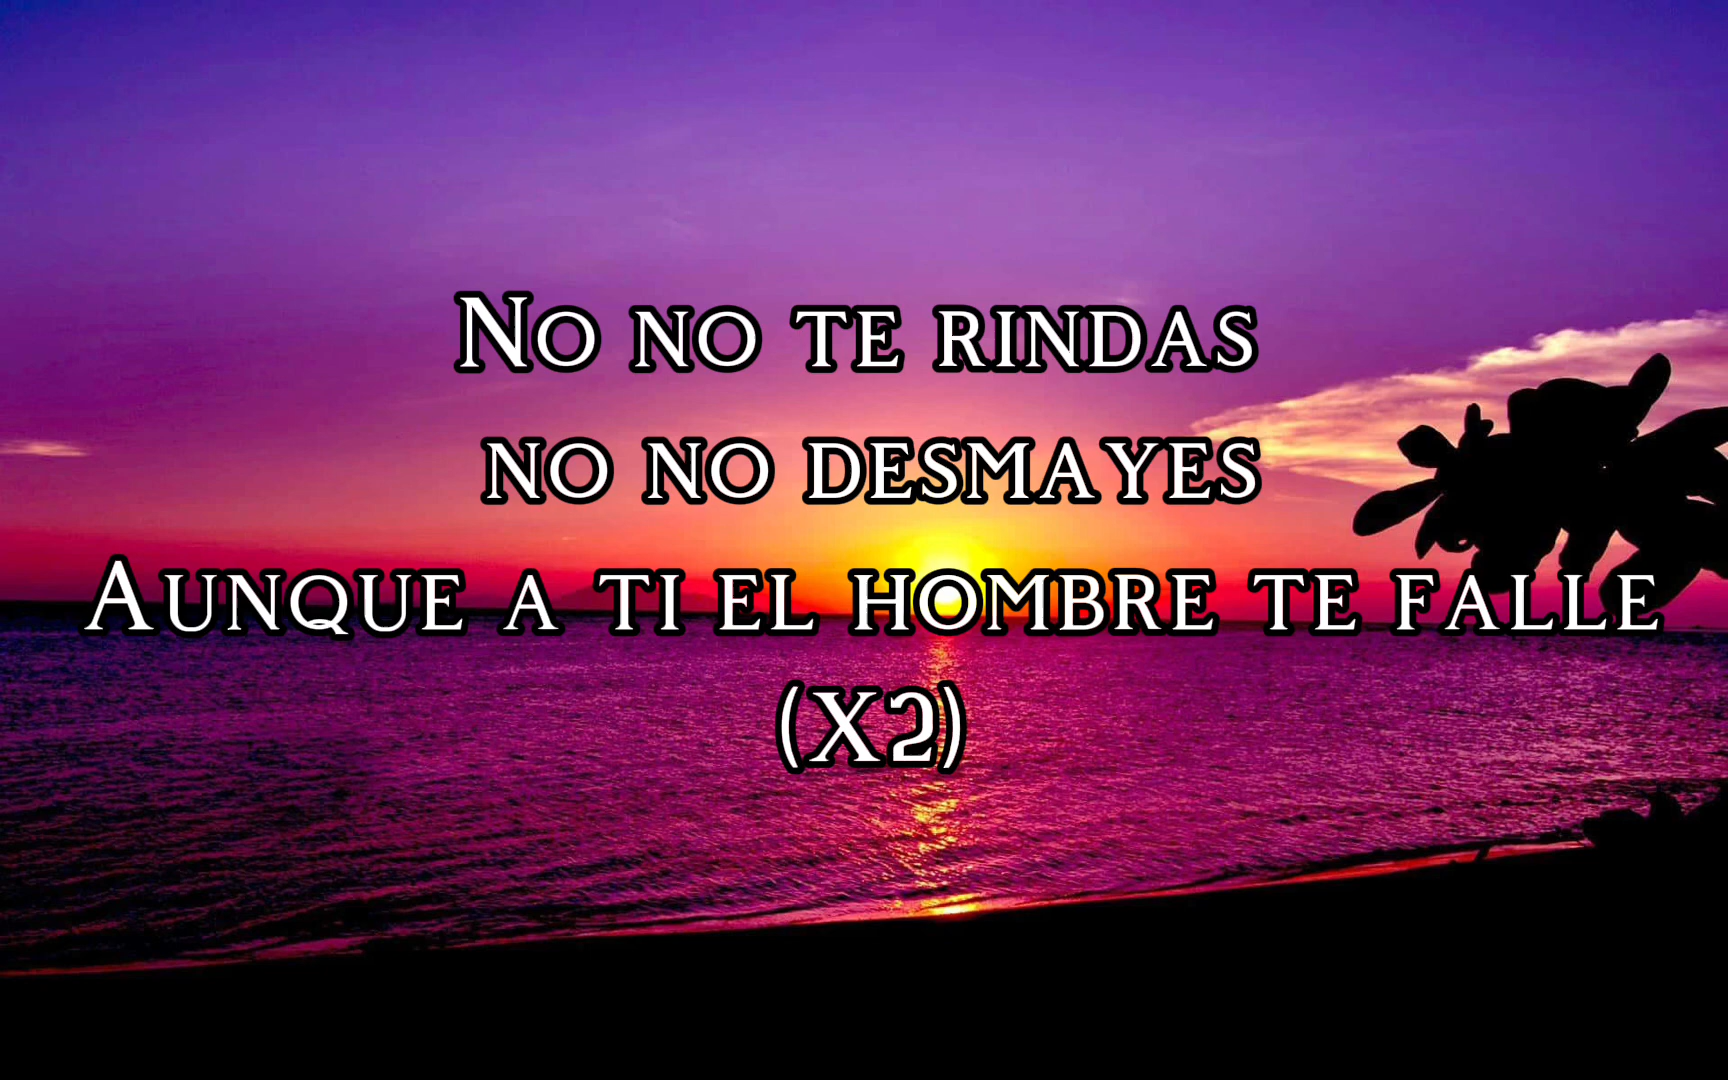 No no te rindas
no no desmayes
Aunque a ti el hombre te falle
(X2)